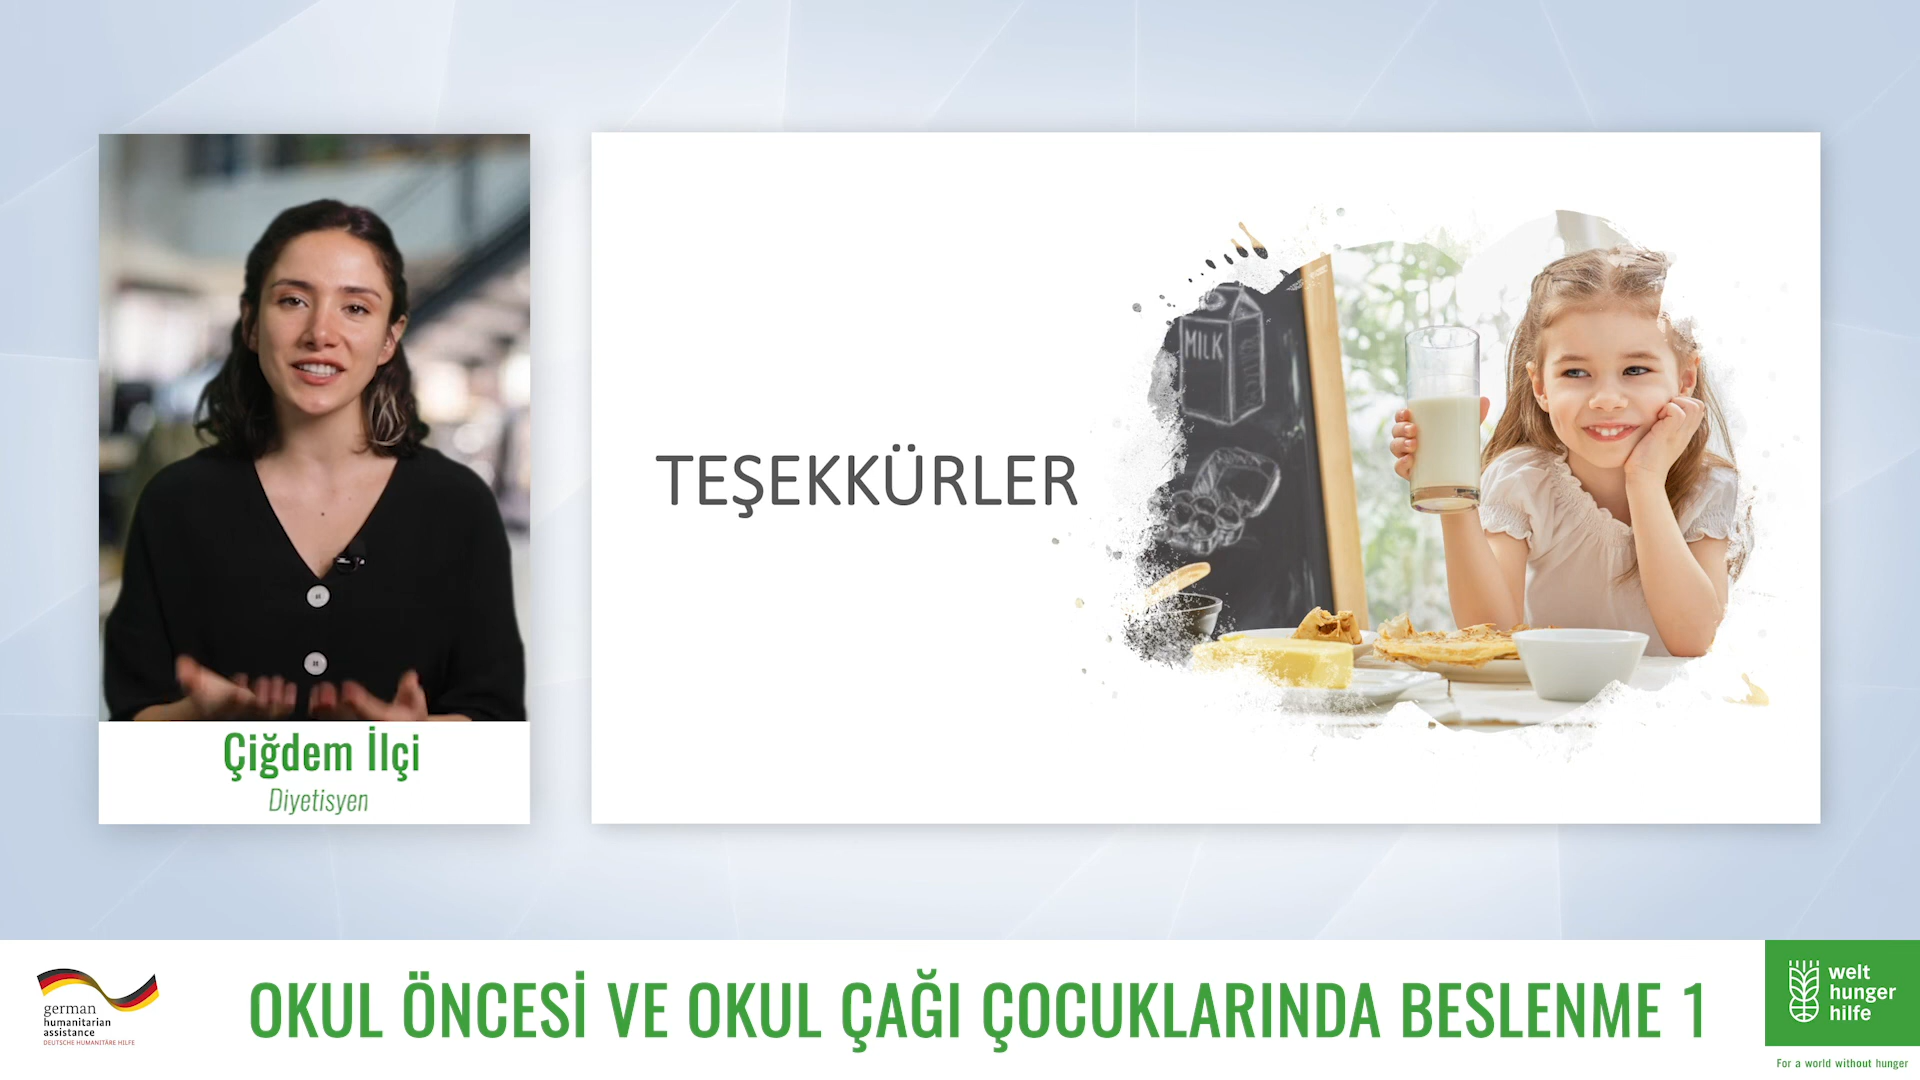 MILK
TEŞEKKÜRLER
Çiğdem İlçi
Diyetisyen
german
humanitarian
assistance
DEUTSCHE HUMANITÄRE HILFE
OKUL ÖNCESİ VE OKUL ÇAĞI ÇOCUKLARINDA BESLENME 1
welt
hunger
hilfe
For a world without hunger